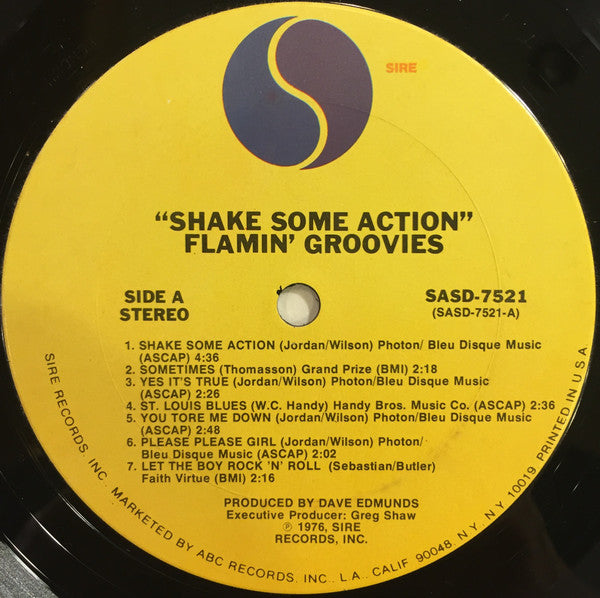 SIRE
“SHAKE SOME ACTION”
FLAMIN’ GROOVIES
SIDE A
STEREO
SASD-7521
(SASD-7521-A)
1. SHAKE SOME ACTION (Jordan/Wilson) Photon/ Bleu Disque Music
(ASCAP) 4:36
2. SOMETIMES (Thomasson) Grand Prize (BMI) 2:18
3. YES IT'S TRUE (Jordan/Wilson) Photon/Bleu Disque Music
(ASCAP) 2:26
4. ST. LOUIS BLUES (W.C. Handy) Handy Bros. Music Co. (ASCAP) 2:36
5. YOU TORE ME DOWN (Jordan/Wilson) Photon/Bleu Disque Music
(ASCAP) 2:48
6. PLEASE PLEASE GIRL (Jordan/Wilson) Photon/
Bleu Disque Music (ASCAP) 2:02
7. LET THE BOY ROCK 'N' ROLL (Sebastian/Butler)
Faith Virtue (BMI) 2:16
PRODUCED BY DAVE EDMUNDS
Executive Producer: Greg Shaw
℗ 1976, SIRE
RECORDS, INC.
SIRE RECORDS, INC. MARKETED BY ABC RECORDS, INC., L.A., CALIF 90048, N.Y., N.Y. 10019 PRINTED IN U.S.A